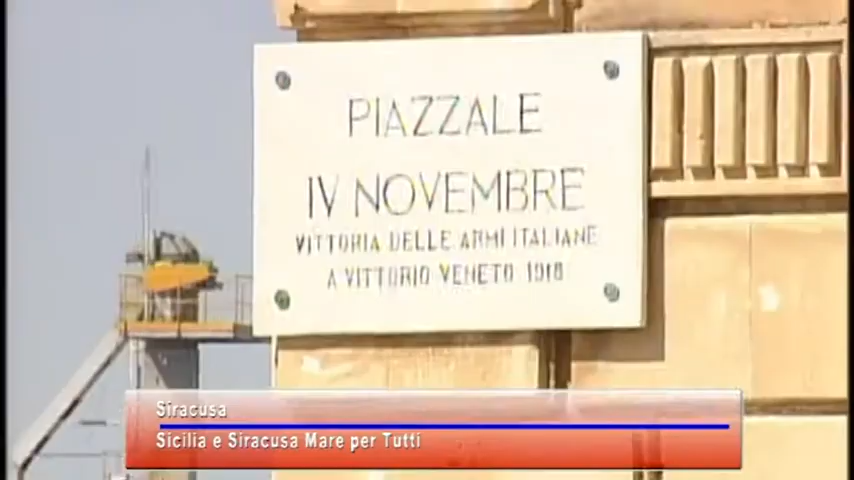 PIAZZALE
IV NOVEMBRE
VITTORIA DELLE ARMI ITALIANE
A VITTORIO VENETO 1918
Siracusa
Sicilia e Siracusa Mare per Tutti